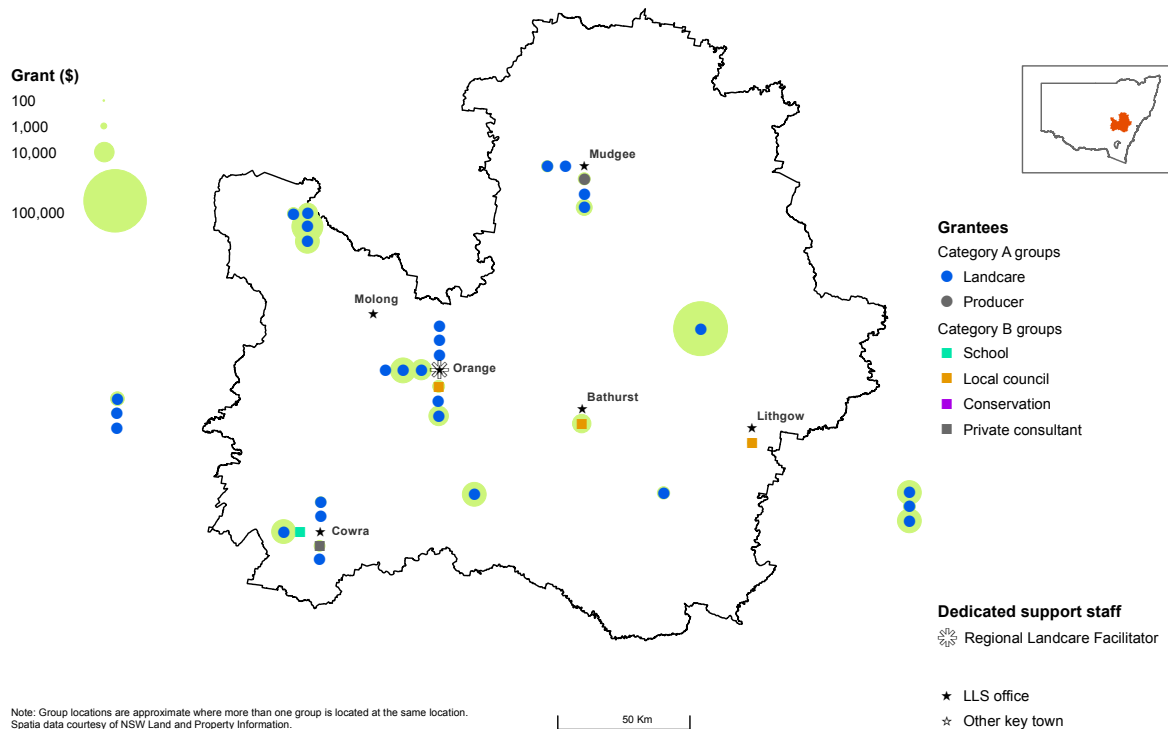 Grant ($)
100
1,000
10,000
100,000
Mudgee
Molong
Orange
Bathurst
Lithgow
Cowra
Grantees
Category A groups
Landcare
Producer
Category B groups
School
Local council
Conservation
Private consultant
Dedicated support staff
Regional Landcare Facilitator
LLS office
Other key town
Note: Group locations are approximate where more than one group is located at the same location.
Spatia data courtesy of NSW Land and Property Information.
50 Km